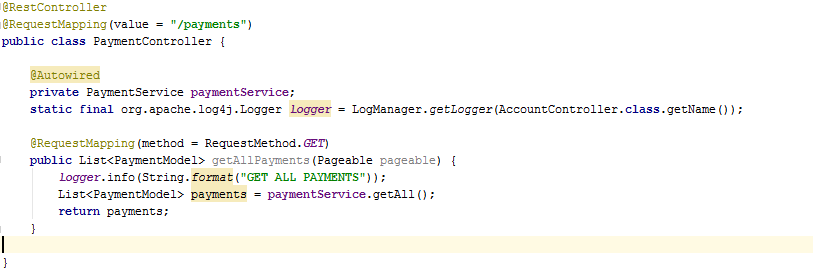 @RestController
@RequestMapping(value = "/payments")
public class PaymentController {
@Autowired
private PaymentService paymentService;
static final org.apache.log4j.Logger logger = LogManager.getLogger(AccountController.class.getName());
@RequestMapping(method = RequestMethod.GET)
public List<PaymentModel> getAllPayments(Pageable pageable) {
logger.info(String.format("GET ALL PAYMENTS"));
List<PaymentModel> payments = paymentService.getAll();
return payments;
}
}